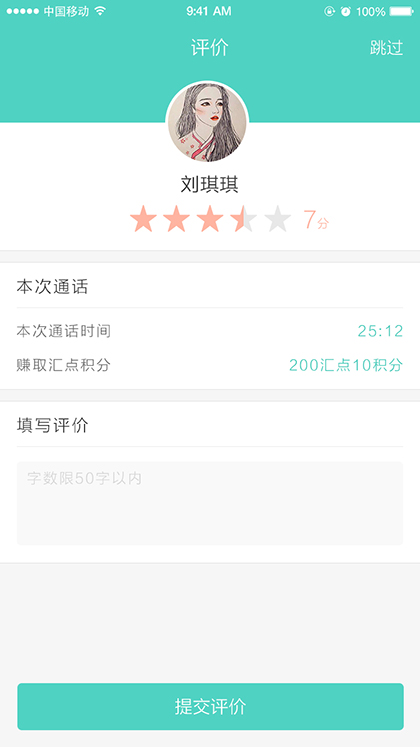 中国移动 9:41 AM 100%
评价 跳过
刘琪琪
7分
本次通话
本次通话时间 25:12
赚取汇点积分 200汇点10积分
填写评价
字数限50字以内
提交评价